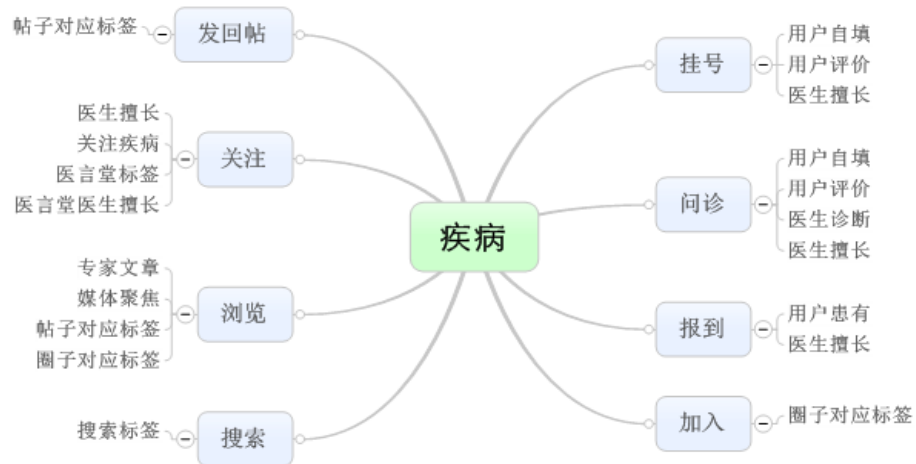 疾病
发回帖
帖子对应标签
关注
医生擅长
关注疾病
医言堂标签
医言堂医生擅长
浏览
专家文章
媒体聚焦
帖子对应标签
圈子对应标签
搜索
搜索标签
挂号
用户自填
用户评价
医生擅长
问诊
用户自填
用户评价
医生诊断
医生擅长
报到
用户患有
医生擅长
加入
圈子对应标签